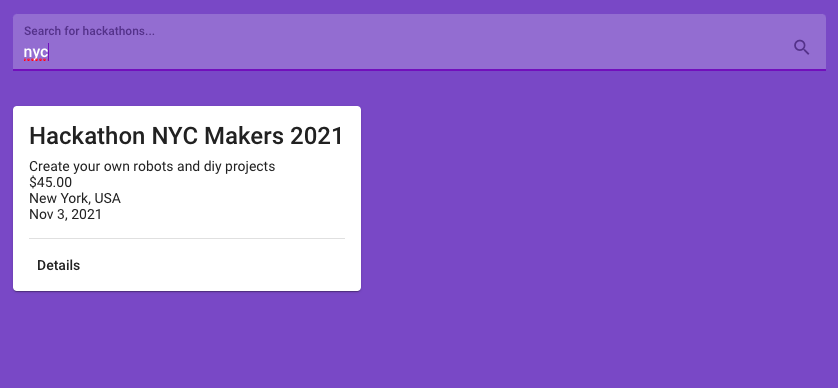 Search for hackathons...
nyc
Hackathon NYC Makers 2021
Create your own robots and diy projects
$45.00
New York, USA
Nov 3, 2021
Details